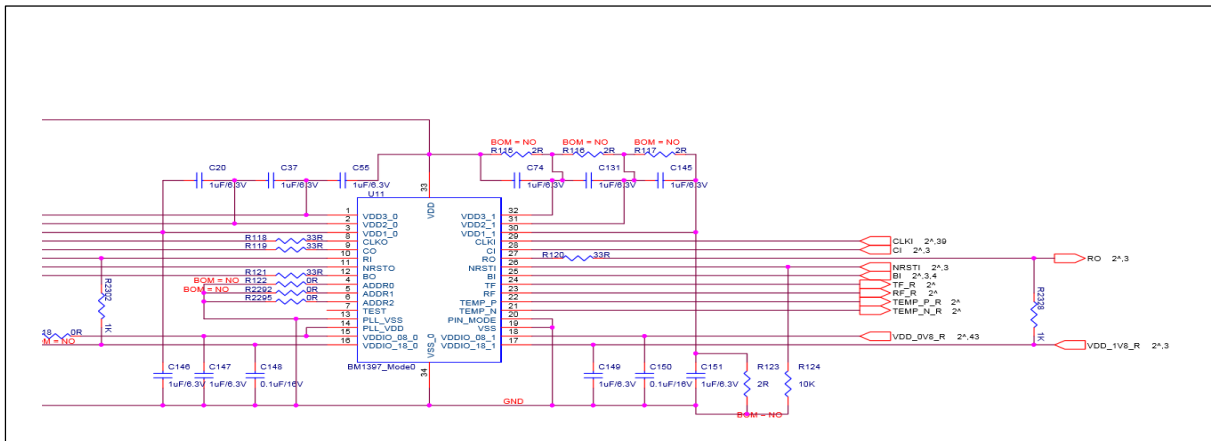 BOM = NO
BOM = NO
BOM = NO
R115 2R
R116 2R
R117 2R
C20
1uF/6.3V
C37
1uF/6.3V
C55
1uF/6.3V
C74
1uF/6.3V
C131
1uF/6.3V
C145
1uF/6.3V
U11
33
VDD
1 VDD3_0
2 VDD2_0
3 VDD1_0
8 CLKO
9 CO
10 RI
11 NRSTO
12 BO
4 ADDR0
5 ADDR1
6 ADDR2
7 TEST
13 PLL_VSS
14 PLL_VDD
15 VDDIO_08_0
16 VDDIO_18_0
VDD3_1 32
VDD2_1 31
VDD1_1 30
CLKI 29
CI 28
RO 27
NRSTI 26
BI 25
TF 24
RF 23
TEMP_P 22
TEMP_N 21
PIN_MODE 20
VSS 19
VDDIO_08_1 18
VDDIO_18_1 17
VSS_0
34
BM1397_Mode0
R118 33R
R119 33R
R121 33R
BOM = NO
R122 0R
BOM = NO
R2292 0R
R2295 0R
R120 33R
R2302
1K
18 0R
OM = NO
C146
1uF/6.3V
C147
1uF/6.3V
C148
0.1uF/16V
C149
1uF/6.3V
C150
0.1uF/16V
C151
1uF/6.3V
R123
2R
BOM = NO
R124
10K
GND
CLKI 2^,39
CI 2^,3
RO 2^,3
NRSTI 2^,3
BI 2^,3,4
TF_R 2^
RF_R 2^
TEMP_P_R 2^
TEMP_N_R 2^
R2328
1K
VDD_0V8_R 2^,43
VDD_1V8_R 2^,3